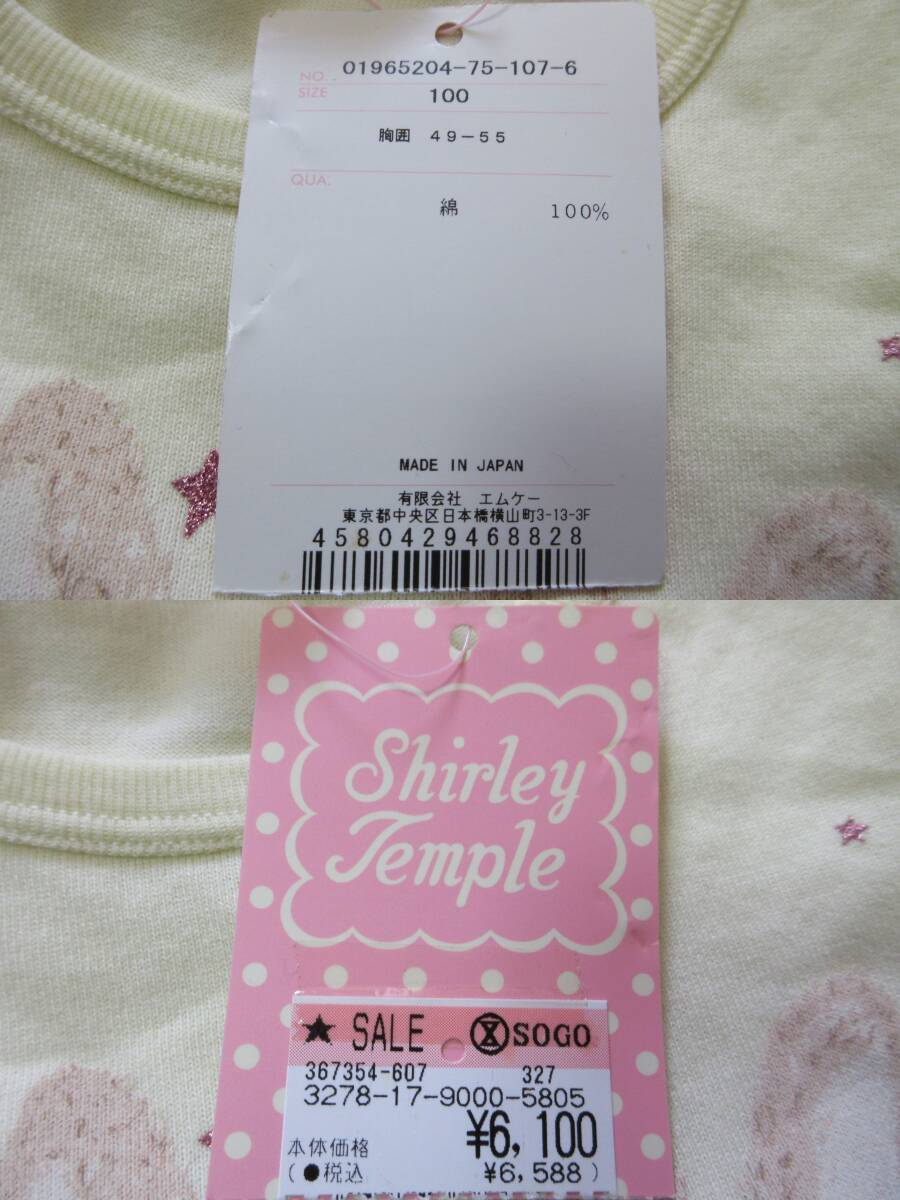 NO. 01965204-75-107-6
SIZE 100
胸囲 49-55
QUA.
綿 100%
MADE IN JAPAN
有限会社 エムケー
東京都中央区日本橋横山町3-13-3F
4580429468828
Shirley
Temple
★ SALE SOGO
367354-607 327
3278-17-9000-5805
本体価格 ¥6,100
(●税込 ¥6,588)